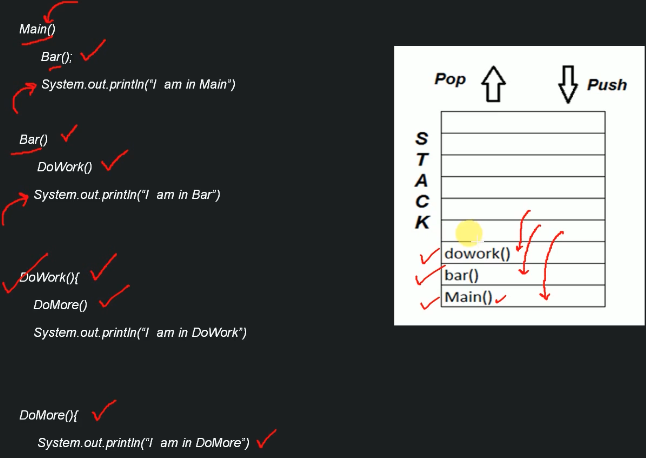 Main()
Bar();
System.out.println("I am in Main")
Bar()
DoWork()
System.out.println("I am in Bar")
DoWork(){
DoMore()
System.out.println("I am in DoWork")
DoMore(){
System.out.println("I am in DoMore")
Pop
Push
STACK
dowork()
bar()
Main()